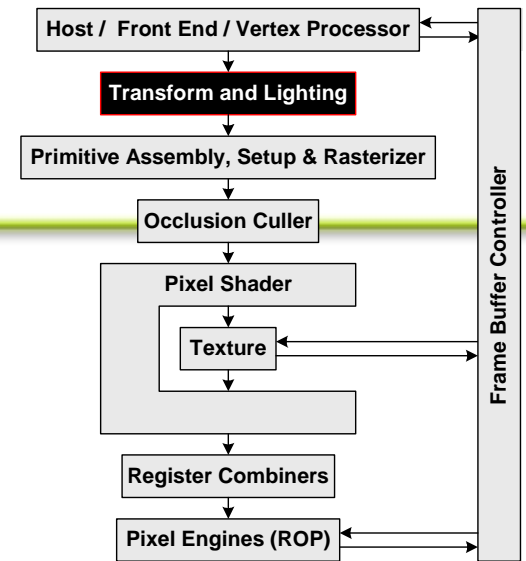 Host / Front End / Vertex Processor
Transform and Lighting
Primitive Assembly, Setup & Rasterizer
Occlusion Culler
Pixel Shader
Texture
Register Combiners
Pixel Engines (ROP)
Frame Buffer Controller